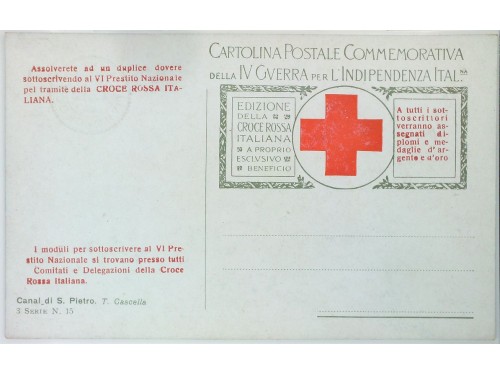 Assolverete ad un duplice dovere
sottoscrivendo al VI Prestito Nazionale
pel tramite della CROCE ROSSA ITA-
LIANA.
I moduli per sottoscrivere al VI Pre-
stito Nazionale si trovano presso tutti
Comitati e Delegazioni della Croce
Rossa Italiana.
Canal di S. Pietro. T. Cascella
2 SERIE N. 15
CARTOLINA POSTALE COMMEMORATIVA
DELLA IV GVERRA PER L'INDIPENDENZA ITAL.NA
EDIZIONE
DELLA
CROCE ROSSA
ITALIANA
A PROPRIO
ESCLVSIVO
BENEFICIO
A tutti i sot-
toscrittori
verranno as-
segnati di-
plomi e me-
daglie d'ar-
gento e d'oro